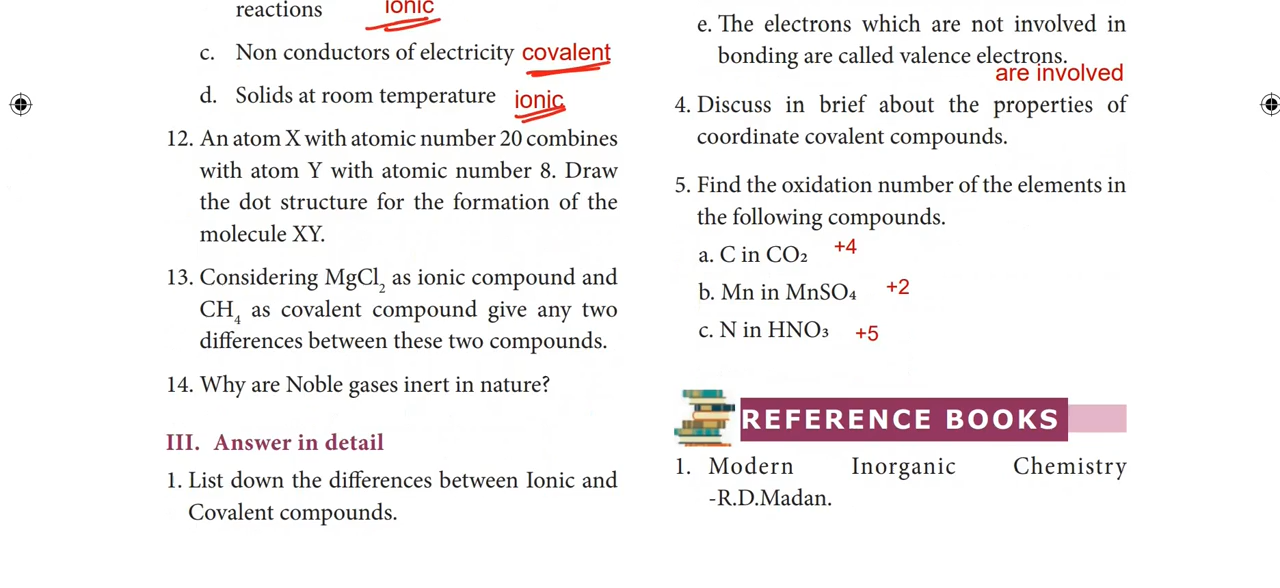 reactions ionic
c. Non conductors of electricity covalent
d. Solids at room temperature ionic
12. An atom X with atomic number 20 combines
with atom Y with atomic number 8. Draw
the dot structure for the formation of the
molecule XY.
13. Considering MgCl₂ as ionic compound and
CH₄ as covalent compound give any two
differences between these two compounds.
14. Why are Noble gases inert in nature?
III. Answer in detail
1. List down the differences between Ionic and
Covalent compounds.
e. The electrons which are not involved in
bonding are called valence electrons.
are involved
4. Discuss in brief about the properties of
coordinate covalent compounds.
5. Find the oxidation number of the elements in
the following compounds.
a. C in CO₂ +4
b. Mn in MnSO₄ +2
c. N in HNO₃ +5
REFERENCE BOOKS
1. Modern Inorganic Chemistry
-R.D.Madan.